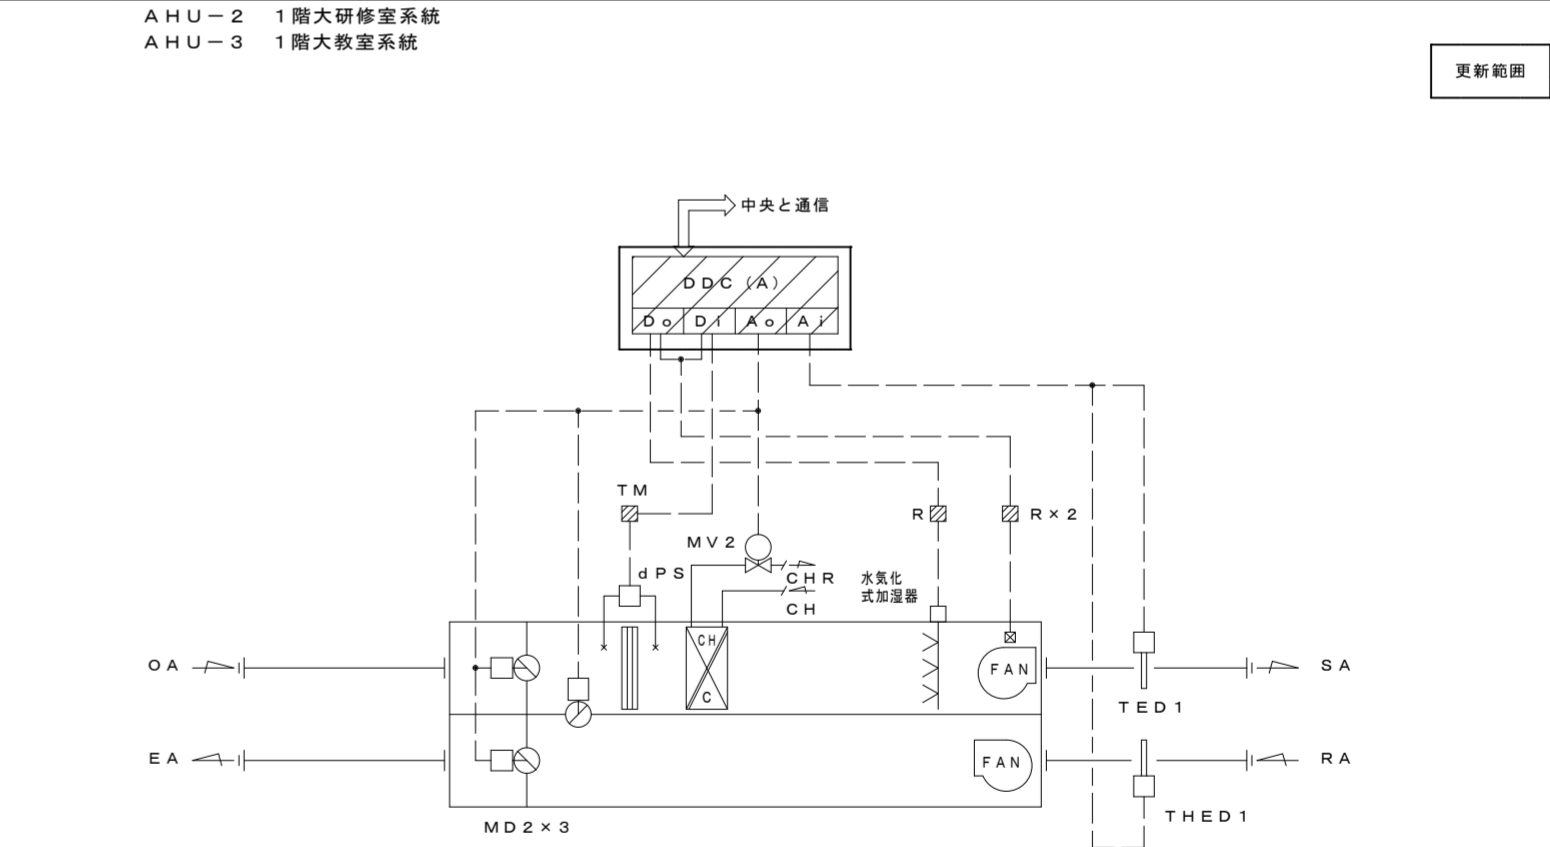 AHU－2　1階大研修室系統
AHU－3　1階大教室系統
更新範囲
中央と通信
DDC（A）
Do Di Ao Ai
TM
R
R×2
MV2
dPS
CHR
CH
水気化
式加湿器
CH
C
OA
FAN
SA
TED1
EA
FAN
RA
THED1
MD2×3